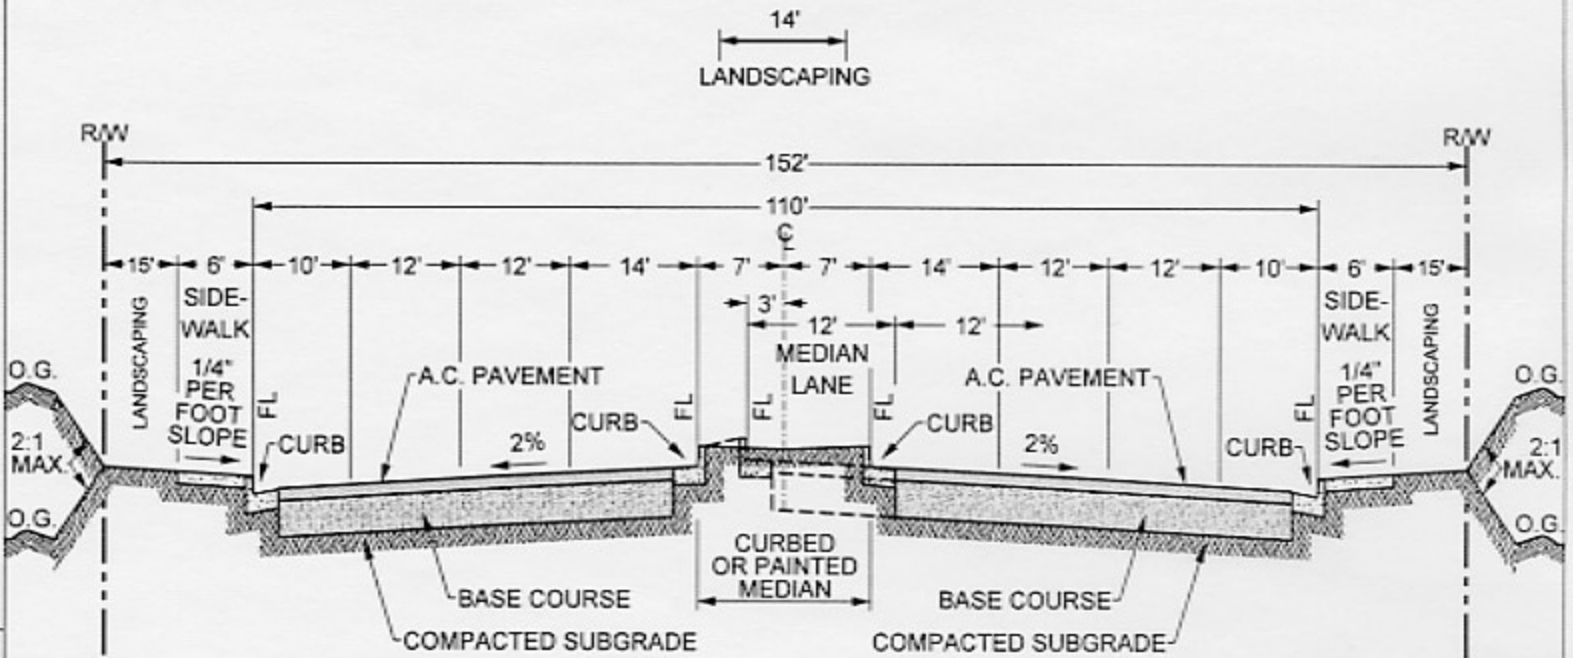 14'
LANDSCAPING
R/W
R/W
152'
110'
℄
15'
6"
10'
12'
12'
14'
7'
7'
14'
12'
12'
10'
6"
15'
3'
12'
12'
MEDIAN
LANE
LANDSCAPING
SIDE-
WALK
1/4"
PER
FOOT
SLOPE
FL
CURB
A.C. PAVEMENT
2%
CURB
FL
FL
FL
CURB
A.C. PAVEMENT
2%
CURB
FL
SIDE-
WALK
1/4"
PER
FOOT
SLOPE
LANDSCAPING
O.G.
2:1
MAX.
O.G.
O.G.
2:1
MAX.
O.G.
CURBED
OR PAINTED
MEDIAN
BASE COURSE
COMPACTED SUBGRADE
BASE COURSE
COMPACTED SUBGRADE